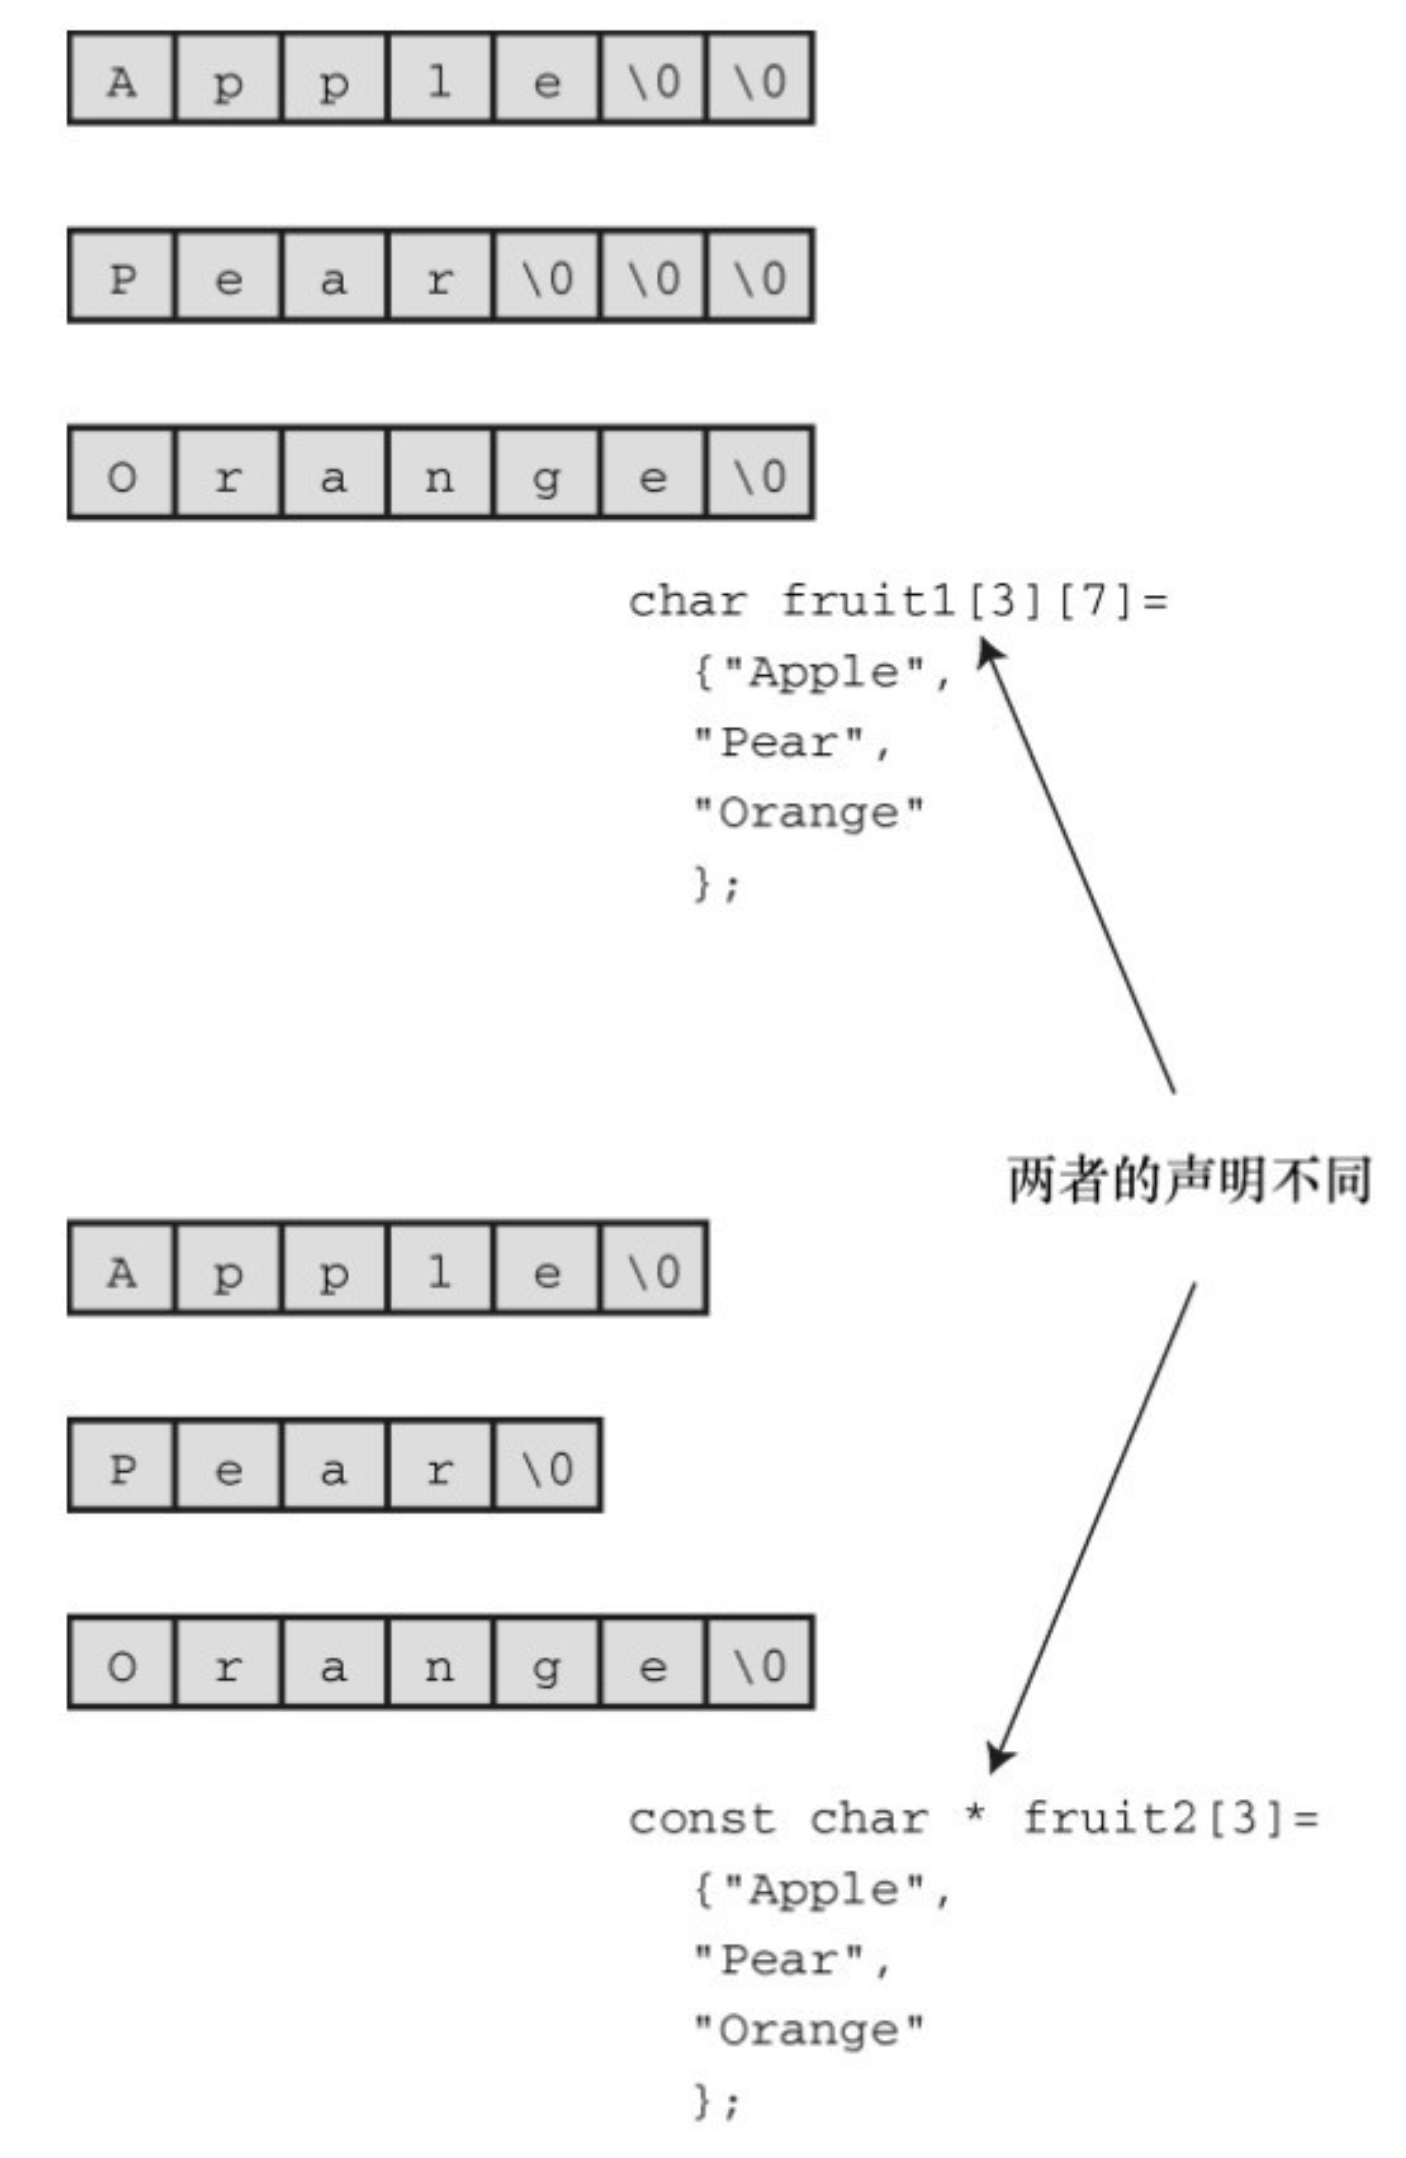 A p p l e \0 \0
P e a r \0 \0 \0
O r a n g e \0
char fruit1[3][7]=
{"Apple",
"Pear",
"Orange"
};
两者的声明不同
A p p l e \0
P e a r \0
O r a n g e \0
const char * fruit2[3]=
{"Apple",
"Pear",
"Orange"
};